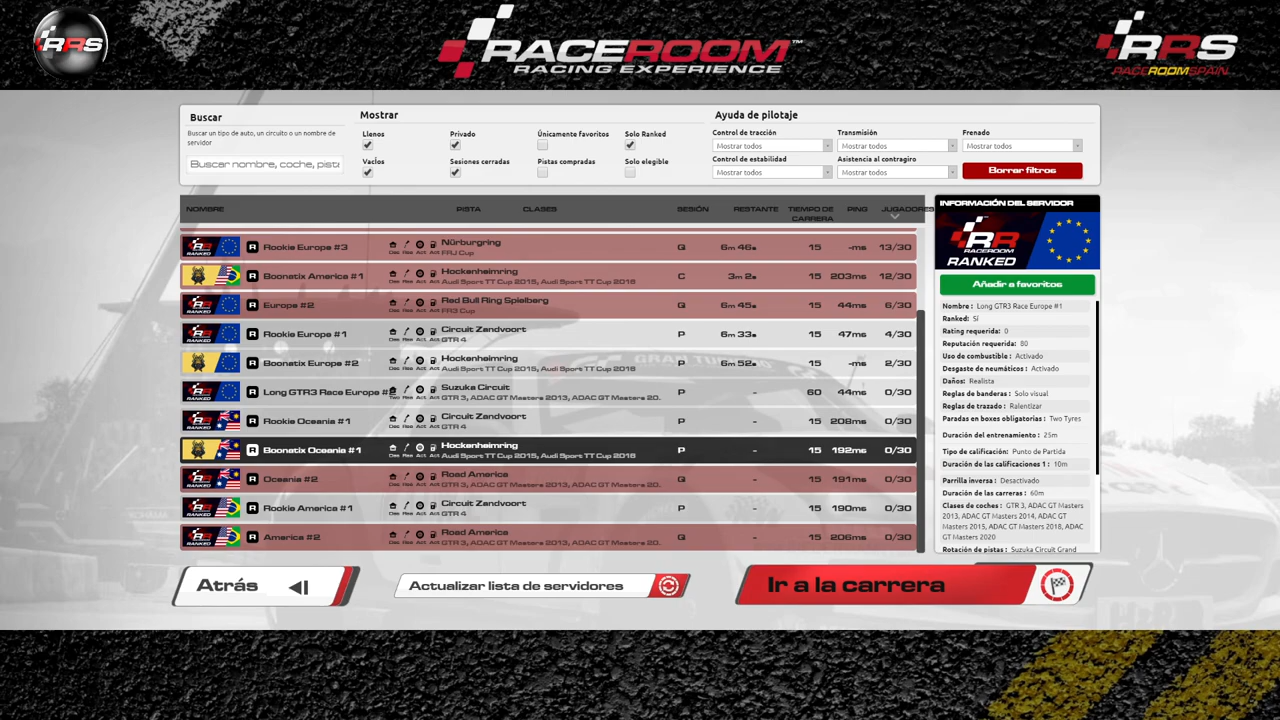 RRS
RACEROOM™
RACING EXPERIENCE
RRS
RACEROOMSPAIN
Buscar
Buscar un tipo de auto, un circuito o un nombre de servidor
Buscar nombre, coche, pista
Mostrar
Llenos
Privado
Únicamente favoritos
Solo Ranked
Vacíos
Sesiones cerradas
Pistas compradas
Solo elegible
Ayuda de pilotaje
Control de tracción
Transmisión
Frenado
Mostrar todos
Mostrar todos
Mostrar todos
Control de estabilidad
Asistencia al contragiro
Mostrar todos
Mostrar todos
Borrar filtros
NOMBRE PISTA CLASES SESIÓN RESTANTE TIEMPO DE CARRERA PING JUGADORES
R Rookie Europe #3 Nürburgring Q 6m 46s 15 -ms 13/30
FRJ Cup
R Boonatix America #1 Hockenheimring C 3m 2s 15 203ms 12/30
Audi Sport TT Cup 2015, Audi Sport TT Cup 2016
R Europe #2 Red Bull Ring Spielberg Q 6m 45s 15 44ms 6/30
FR3 Cup
R Rookie Europe #1 Circuit Zandvoort P 6m 33s 15 47ms 4/30
GTR 4
R Boonatix Europe #2 Hockenheimring P 6m 52s 15 -ms 2/30
Audi Sport TT Cup 2015, Audi Sport TT Cup 2016
R Long GTR3 Race Europe # Suzuka Circuit P - 60 44ms 0/30
GTR 3, ADAC GT Masters 2013, ADAC GT Masters 20..
R Rookie Oceania #1 Circuit Zandvoort P - 15 208ms 0/30
GTR 4
R Boonatix Oceania #1 Hockenheimring P - 15 192ms 0/30
Audi Sport TT Cup 2015, Audi Sport TT Cup 2016
R Oceania #2 Road America Q - 15 191ms 0/30
GTR 3, ADAC GT Masters 2013, ADAC GT Masters 20..
R Rookie America #1 Circuit Zandvoort P - 15 190ms 0/30
GTR 4
R America #2 Road America Q - 15 206ms 0/30
GTR 3, ADAC GT Masters 2013, ADAC GT Masters 20..
INFORMACIÓN DEL SERVIDOR
RR
RACEROOM
RANKED
Añadir a favoritos
Nombre : Long GTR3 Race Europe #1
Ranked: Sí
Rating requerida: 0
Reputación requerida: 80
Uso de combustible : Activado
Desgaste de neumáticos : Activado
Daños: Realista
Reglas de banderas : Solo visual
Reglas de trazado : Ralentizar
Paradas en boxes obligatorias : Two Tyres
Duración del entrenamiento : 25m
Tipo de calificación: Punto de Partida
Duración de las calificaciones 1 : 10m
Parrilla inversa : Desactivado
Duración de las carreras : 60m
Clases de coches : GTR 3, ADAC GT Masters
2013, ADAC GT Masters 2014, ADAC GT
Masters 2015, ADAC GT Masters 2018, ADAC
GT Masters 2020
Rotación de pistas : Suzuka Circuit Grand
Atrás
Actualizar lista de servidores
Ir a la carrera